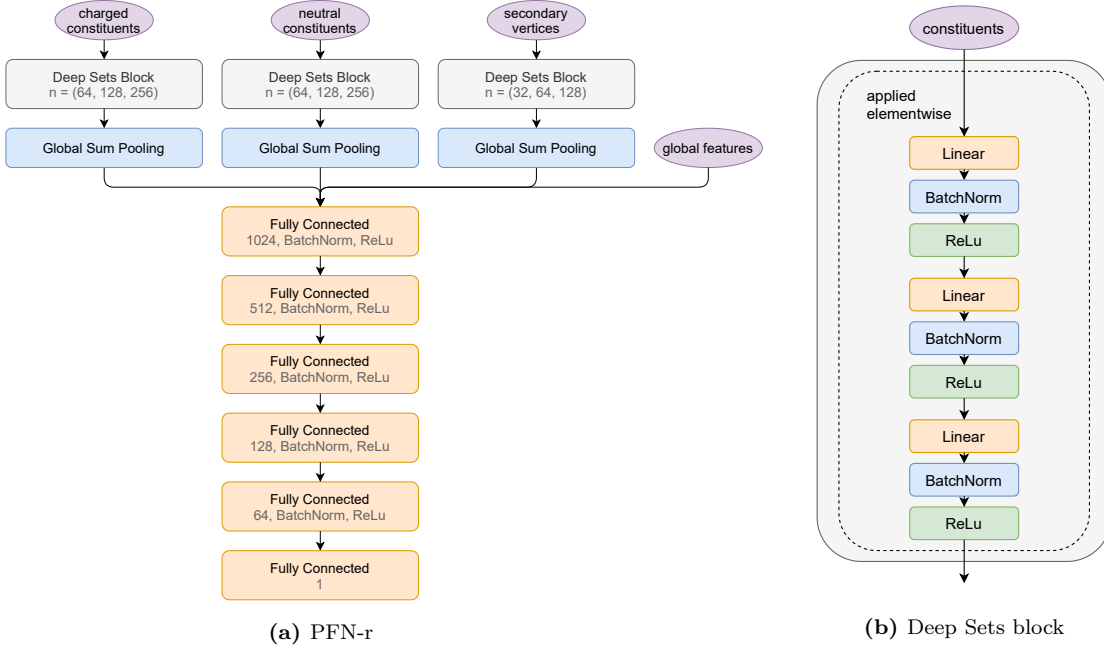 charged
constituents
neutral
constituents
secondary
vertices
Deep Sets Block
n = (64, 128, 256)
Deep Sets Block
n = (64, 128, 256)
Deep Sets Block
n = (32, 64, 128)
Global Sum Pooling
Global Sum Pooling
Global Sum Pooling
global features
Fully Connected
1024, BatchNorm, ReLu
Fully Connected
512, BatchNorm, ReLu
Fully Connected
256, BatchNorm, ReLu
Fully Connected
128, BatchNorm, ReLu
Fully Connected
64, BatchNorm, ReLu
Fully Connected
1
(a) PFN-r
constituents
applied
elementwise
Linear
BatchNorm
ReLu
Linear
BatchNorm
ReLu
Linear
BatchNorm
ReLu
(b) Deep Sets block